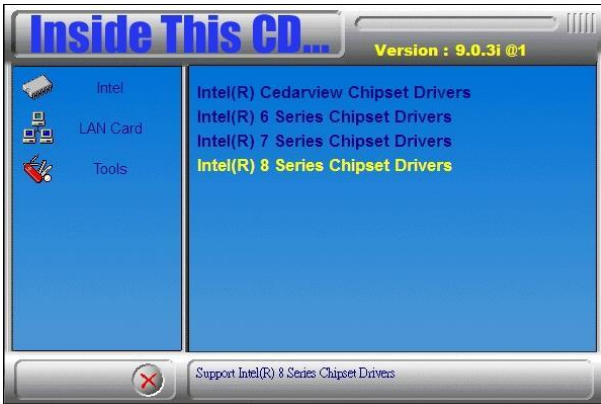 Inside This CD...
Version : 9.0.3i @1
Intel
LAN Card
Tools
Intel(R) Cedarview Chipset Drivers
Intel(R) 6 Series Chipset Drivers
Intel(R) 7 Series Chipset Drivers
Intel(R) 8 Series Chipset Drivers
Support Intel(R) 8 Series Chipset Drivers